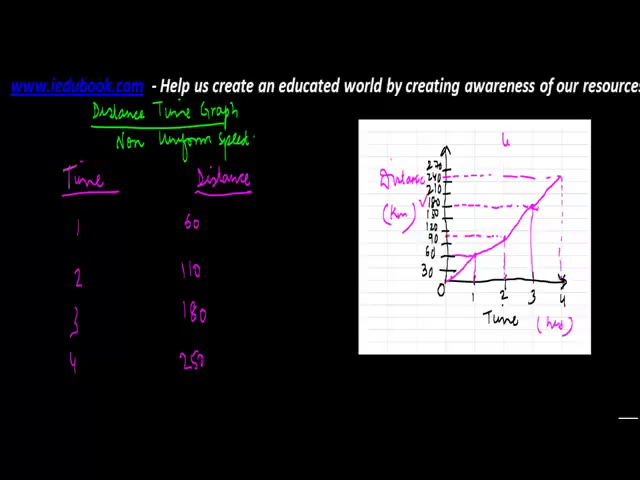 www.iedubook.com - Help us create an educated world by creating awareness of our resources
Distance Time Graph
Non Uniform Speed
Time Distance
1 60
2 110
3 180
4 250
Distance
(Km)
270
240
210
180
150
120
90
60
30
0
1 2 3 4
Time (hrs)